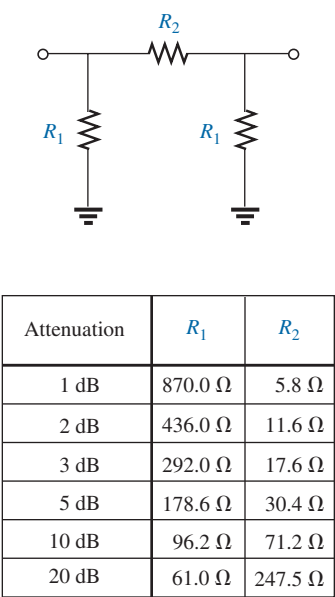 R2
R1 R1
Attenuation R1 R2
1 dB 870.0 Ω 5.8 Ω
2 dB 436.0 Ω 11.6 Ω
3 dB 292.0 Ω 17.6 Ω
5 dB 178.6 Ω 30.4 Ω
10 dB 96.2 Ω 71.2 Ω
20 dB 61.0 Ω 247.5 Ω